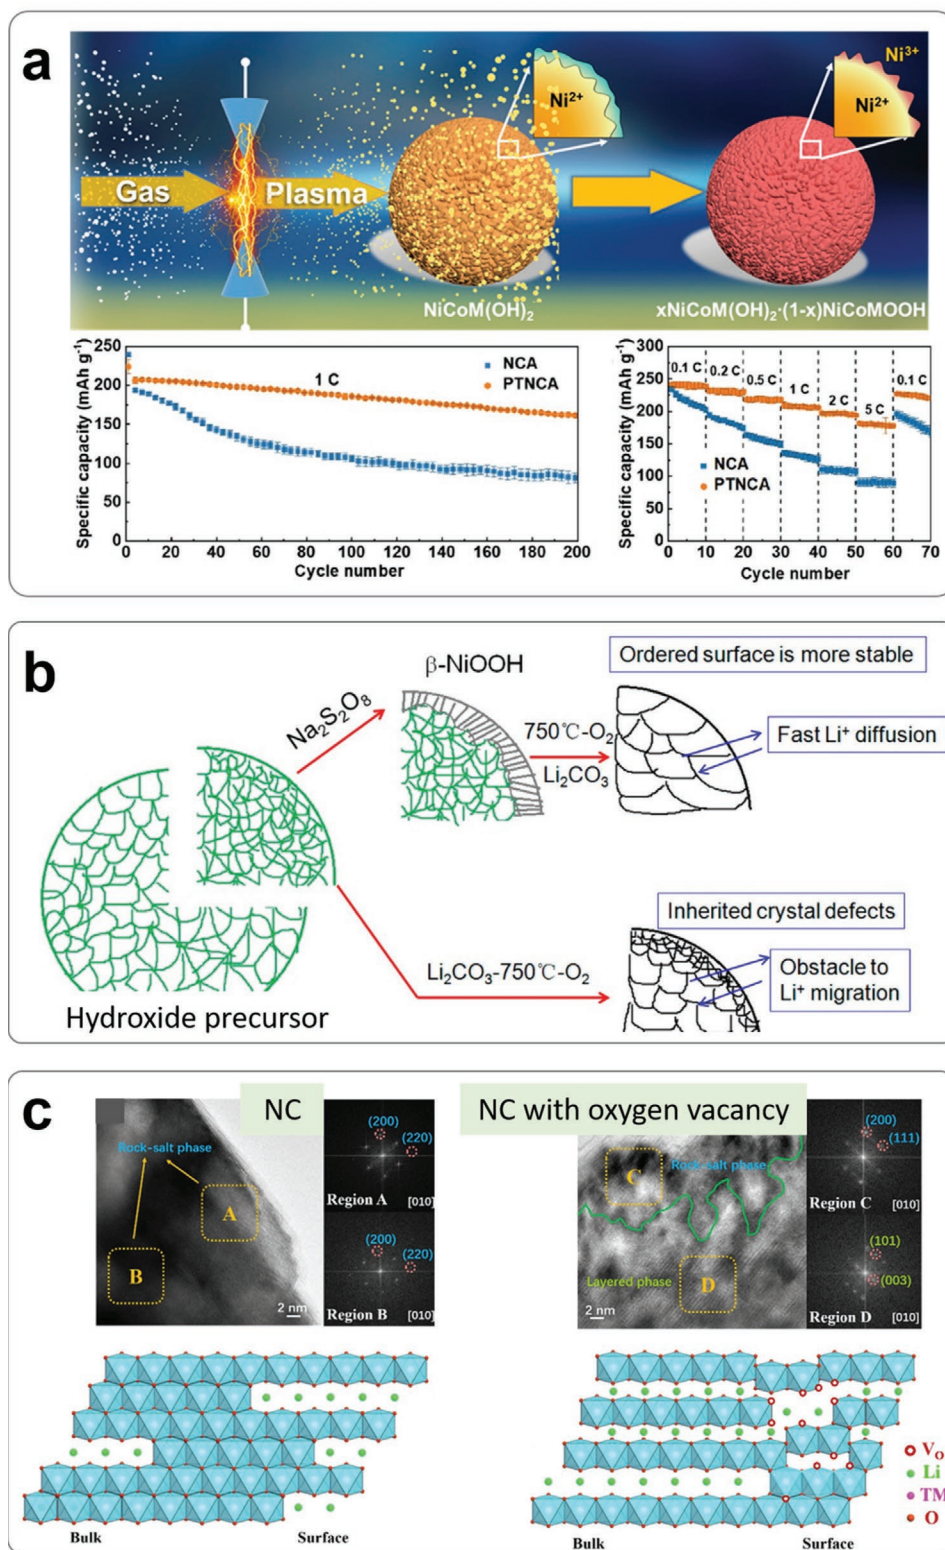 a
Gas
Plasma
Ni²⁺
Ni³⁺
Ni²⁺
NiCoM(OH)₂
xNiCoM(OH)₂·(1-x)NiCoMOOH
Specific capacity (mAh g⁻¹)
250
200
150
100
50
0
1 C
NCA
PTNCA
0 20 40 60 80 100 120 140 160 180 200
Cycle number
Specific capacity (mAh g⁻¹)
300
250
200
150
100
50
0
0.1 C
0.2 C
0.5 C
1 C
2 C
5 C
0.1 C
NCA
PTNCA
0 10 20 30 40 50 60 70
Cycle number
b
Na₂S₂O₈
β-NiOOH
750℃-O₂
Li₂CO₃
Ordered surface is more stable
Fast Li⁺ diffusion
Hydroxide precursor
Li₂CO₃-750℃-O₂
Inherited crystal defects
Obstacle to
Li⁺ migration
c
NC
Rock-salt phase
A
B
2 nm
(200)
(220)
Region A [010]
(200)
(220)
Region B [010]
NC with oxygen vacancy
C
Rock-salt phase
Layered phase
D
2 nm
(200)
(111)
Region C [010]
(101)
(003)
Region D [010]
Bulk Surface
Bulk Surface
V₀
Li
TM
O